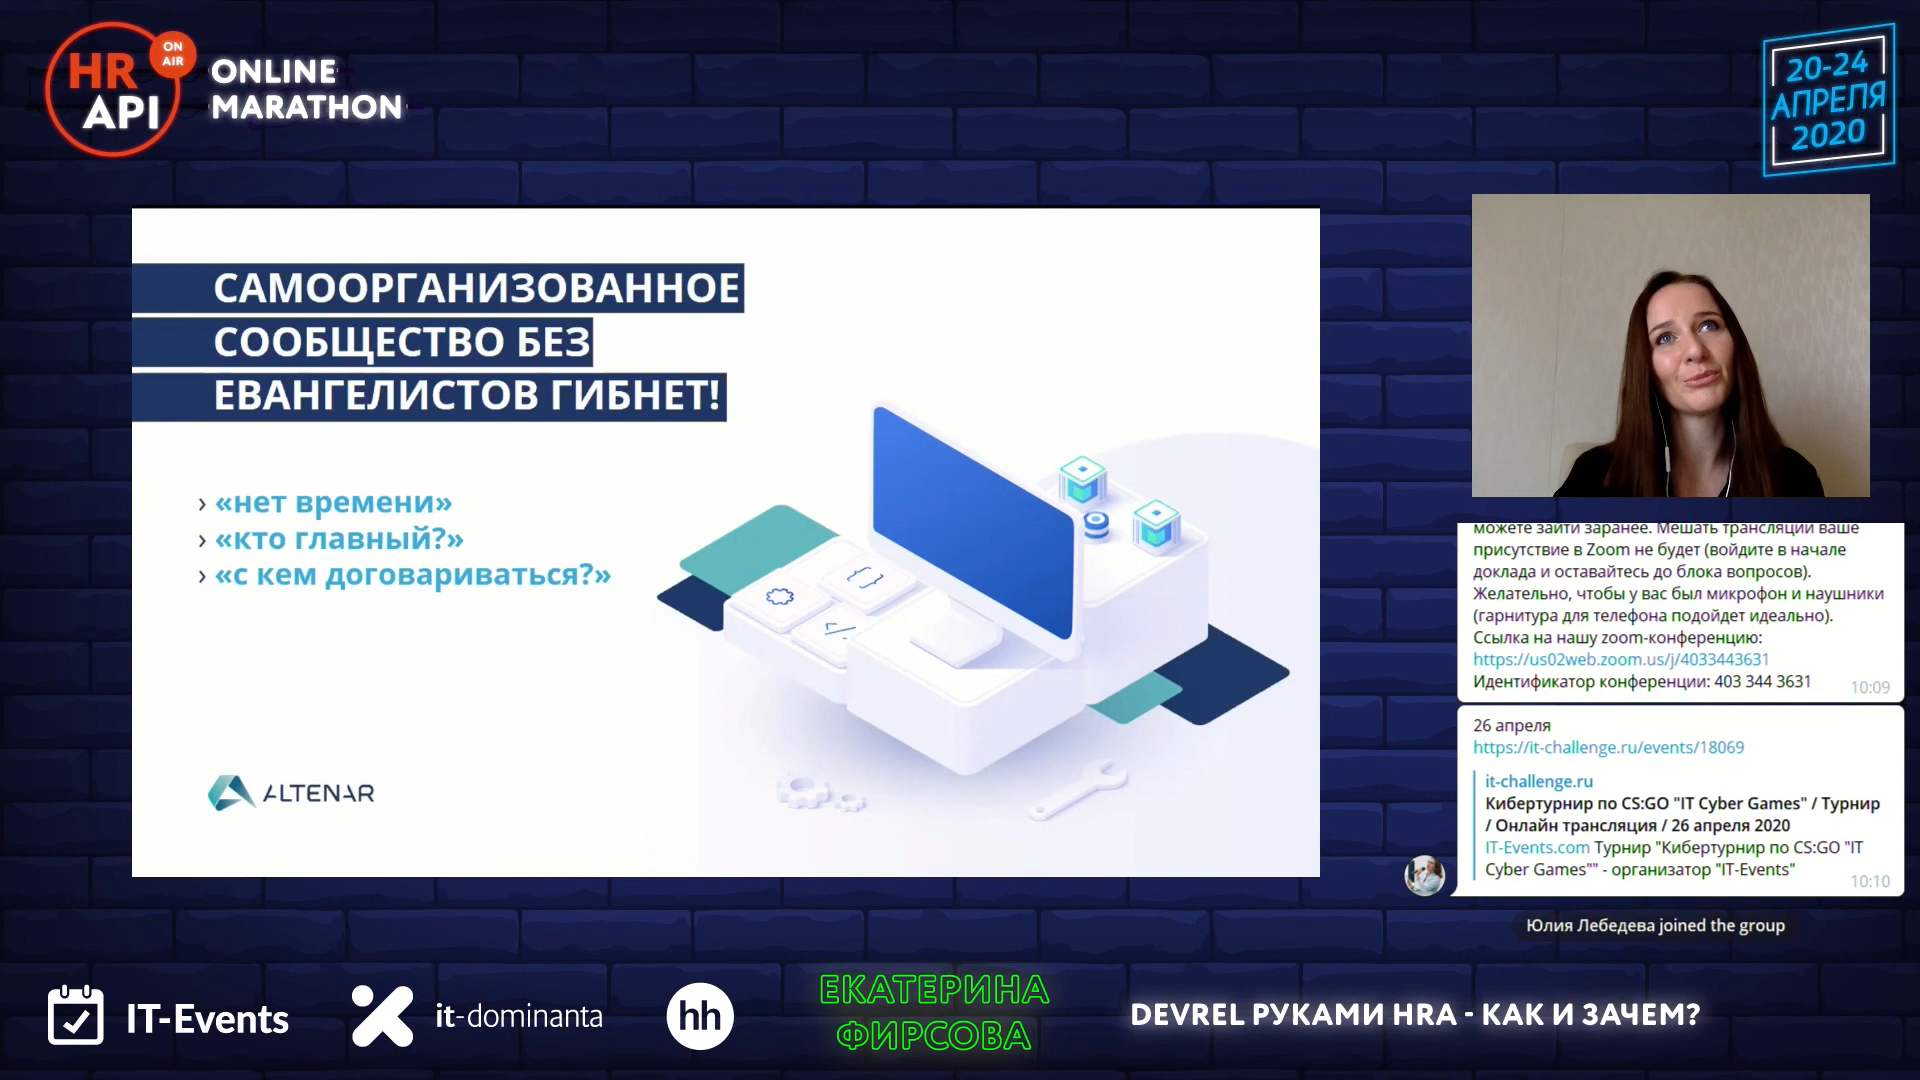 HR
API
ON
AIR
ONLINE
MARATHON
20-24
АПРЕЛЯ
2020
САМООРГАНИЗОВАННОЕ
СООБЩЕСТВО БЕЗ
ЕВАНГЕЛИСТОВ ГИБНЕТ!
› «нет времени»
› «кто главный?»
› «с кем договариваться?»
ALTENAR
можете зайти заранее. Мешать трансляции ваше
присутствие в Zoom не будет (войдите в начале
доклада и оставайтесь до блока вопросов).
Желательно, чтобы у вас был микрофон и наушники
(гарнитура для телефона подойдет идеально).
Ссылка на нашу zoom-конференцию:
https://us02web.zoom.us/j/4033443631
Идентификатор конференции: 403 344 3631
10:09
26 апреля
https://it-challenge.ru/events/18069
it-challenge.ru
Кибертурнир по CS:GO "IT Cyber Games" / Турнир
/ Онлайн трансляция / 26 апреля 2020
IT-Events.com Турнир "Кибертурнир по CS:GO "IT
Cyber Games"" - организатор "IT-Events"
10:10
Юлия Лебедева joined the group
IT-Events
it-dominanta
hh
ЕКАТЕРИНА
ФИРСОВА
DEVREL РУКАМИ HRA - КАК И ЗАЧЕМ?